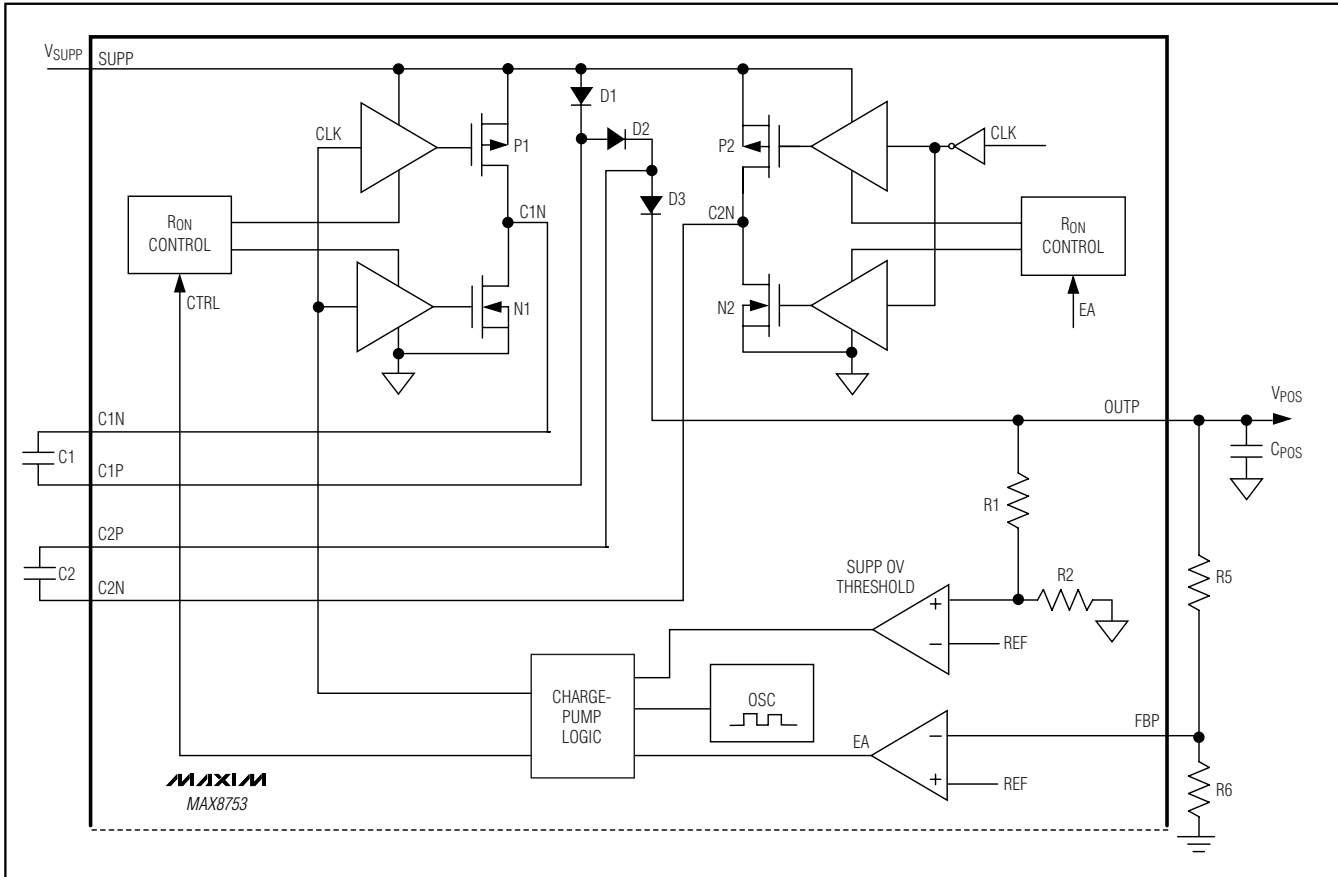 VSUPP
SUPP
D1
CLK
P1
D2
P2
CLK
D3
C1N
C2N
RON
CONTROL
RON
CONTROL
CTRL
N1
N2
EA
C1N
OUTP
VPOS
C1
CPOS
C1P
R1
C2P
SUPP OV
THRESHOLD
R2
R5
C2
C2N
+
−
REF
CHARGE-
PUMP
LOGIC
OSC
FBP
EA
−
+
REF
R6
MAXIM
MAX8753